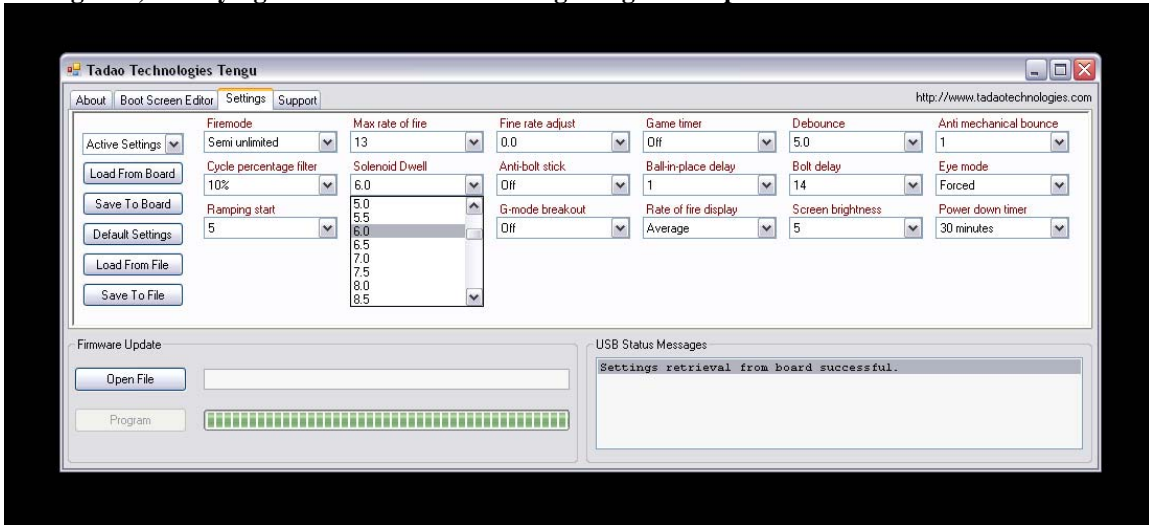 Tadao Technologies Tengu
About Boot Screen Editor Settings Support http://www.tadaotechnologies.com
Firemode Max rate of fire Fine rate adjust Game timer Debounce Anti mechanical bounce
Active Settings Semi unlimited 13 0.0 Off 5.0 1
Cycle percentage filter Solenoid Dwell Anti-bolt stick Ball-in-place delay Bolt delay Eye mode
Load From Board 10% 6.0 Off 1 14 Forced
Save To Board Ramping start 5.0 G-mode breakout Rate of fire display Screen brightness Power down timer
5 5.5 Off Average 5 30 minutes
Default Settings 6.0
6.5
Load From File 7.0
7.5
Save To File 8.0
8.5
Firmware Update USB Status Messages
Settings retrieval from board successful.
Open File
Program